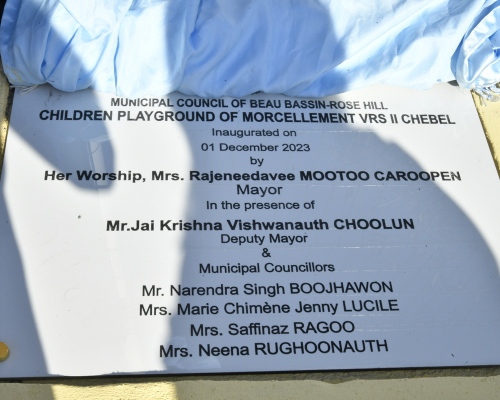 MUNICIPAL COUNCIL OF BEAU BASSIN-ROSE HILL
CHILDREN PLAYGROUND OF MORCELLEMENT VRS II CHEBEL
Inaugurated on
01 December 2023
by
Her Worship, Mrs. Rajeneedavee MOOTOO CAROOPEN
Mayor
In the presence of
Mr.Jai Krishna Vishwanauth CHOOLUN
Deputy Mayor
&
Municipal Councillors
Mr. Narendra Singh BOOJHAWON
Mrs. Marie Chimène Jenny LUCILE
Mrs. Saffinaz RAGOO
Mrs. Neena RUGHOONAUTH